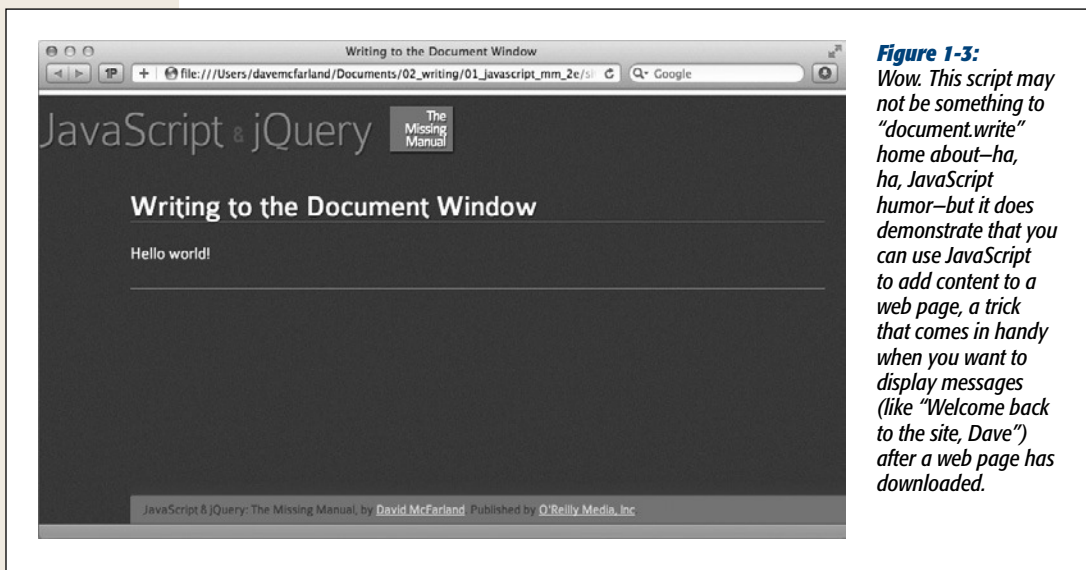 Writing to the Document Window
1P
+
file:///Users/davemcfarland/Documents/02_writing/01_javascript_mm_2e/
Google
JavaScript & jQuery
The
Missing
Manual
Writing to the Document Window
Hello world!
JavaScript & jQuery: The Missing Manual, by David McFarland. Published by O'Reilly Media, Inc.
Figure 1-3:
Wow. This script may
not be something to
“document.write”
home about—ha,
ha, JavaScript
humor—but it does
demonstrate that you
can use JavaScript
to add content to a
web page, a trick
that comes in handy
when you want to
display messages
(like “Welcome back
to the site, Dave”)
after a web page has
downloaded.